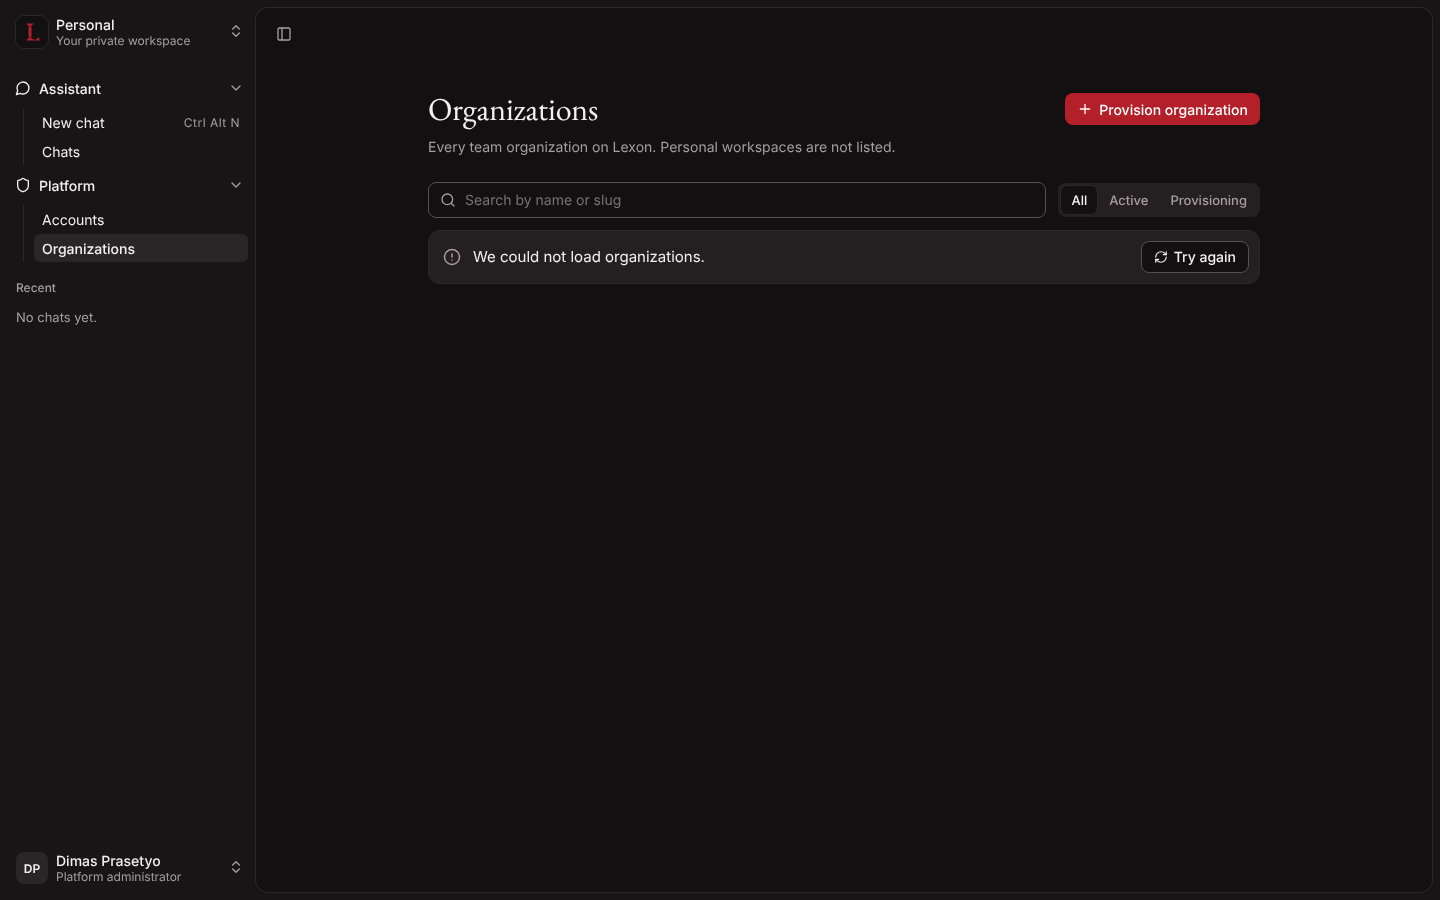 L
Personal
Your private workspace
Assistant
New chat
Ctrl Alt N
Chats
Platform
Accounts
Organizations
Recent
No chats yet.
DP
Dimas Prasetyo
Platform administrator
Organizations
Provision organization
Every team organization on Lexon. Personal workspaces are not listed.
Search by name or slug
All
Active
Provisioning
We could not load organizations.
Try again